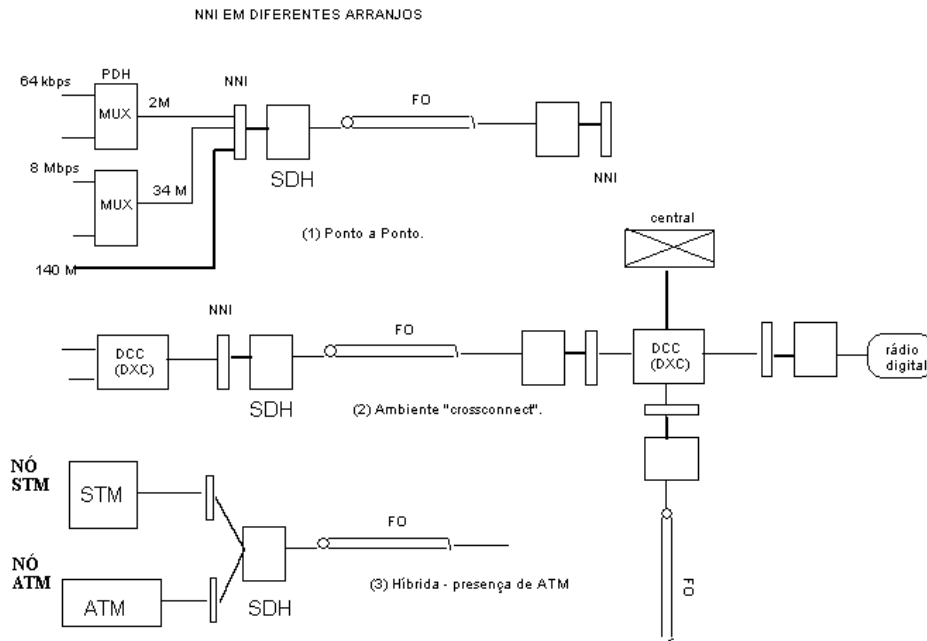 NNI EM DIFERENTES ARRANJOS
64 kbps
PDH
MUX
2M
NNI
FO
8 Mbps
MUX
34 M
SDH
NNI
(1) Ponto a Ponto.
140 M
central
NNI
FO
DCC
(DXC)
SDH
DCC
(DXC)
rádio
digital
(2) Ambiente "crossconnect".
NÓ
STM
STM
FO
NÓ
ATM
ATM
SDH
(3) Híbrida - presença de ATM
FO